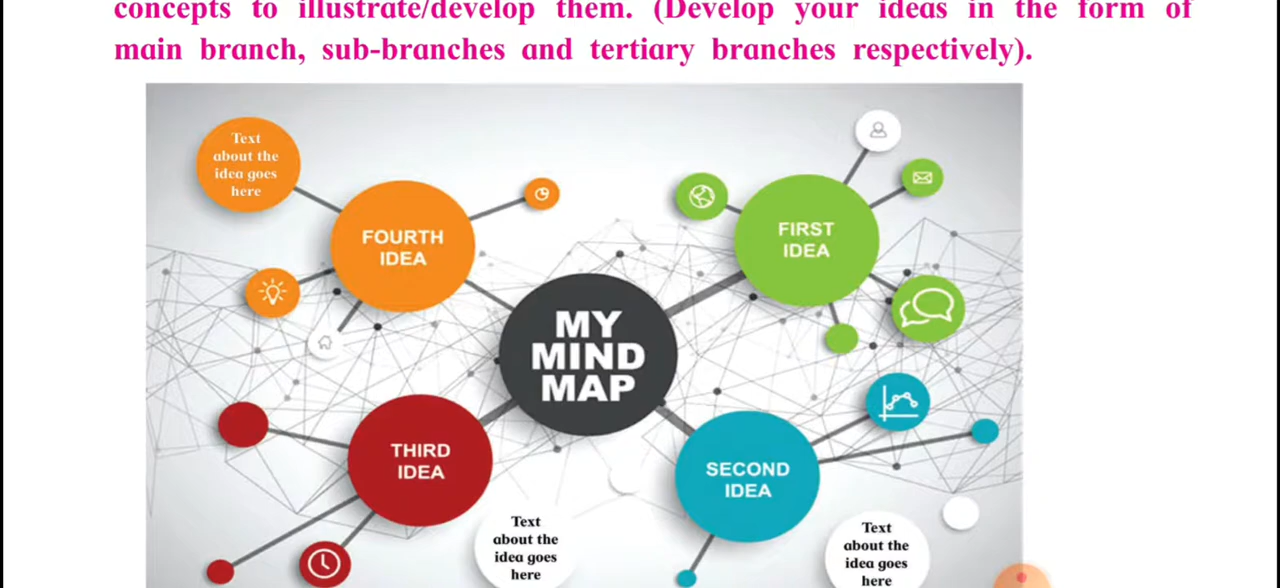 concepts to illustrate/develop them. (Develop your ideas in the form of
main branch, sub-branches and tertiary branches respectively).
Text
about the
idea goes
here
FOURTH
IDEA
FIRST
IDEA
MY
MIND
MAP
THIRD
IDEA
SECOND
IDEA
Text
about the
idea goes
here
Text
about the
idea goes
here